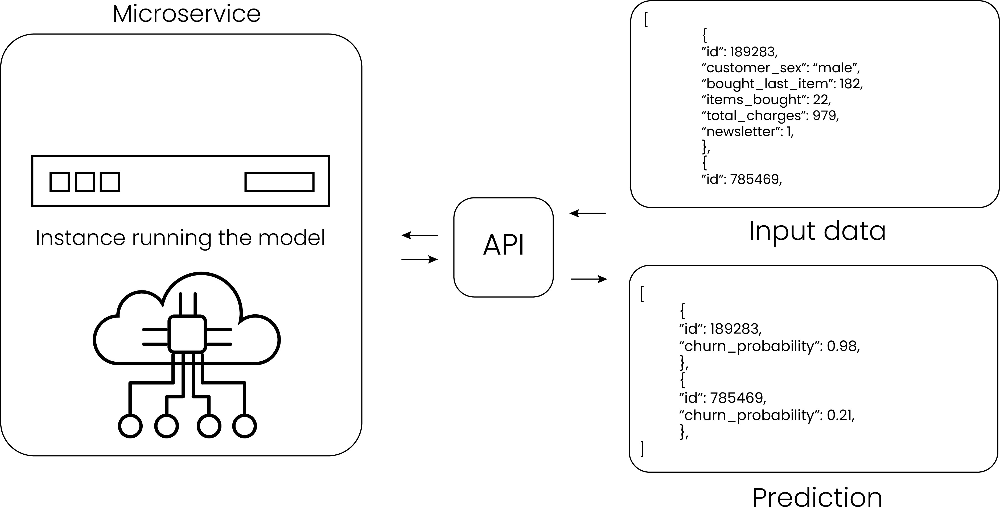 Microservice
Instance running the model
API
[
{
”id”: 189283,
“customer_sex”: “male”,
“bought_last_item”: 182,
“items_bought”: 22,
“total_charges”: 979,
“newsletter”: 1,
},
{
”id”: 785469,
Input data
[
{
”id”: 189283,
“churn_probability”: 0.98,
},
{
”id”: 785469,
“churn_probability”: 0.21,
},
]
Prediction